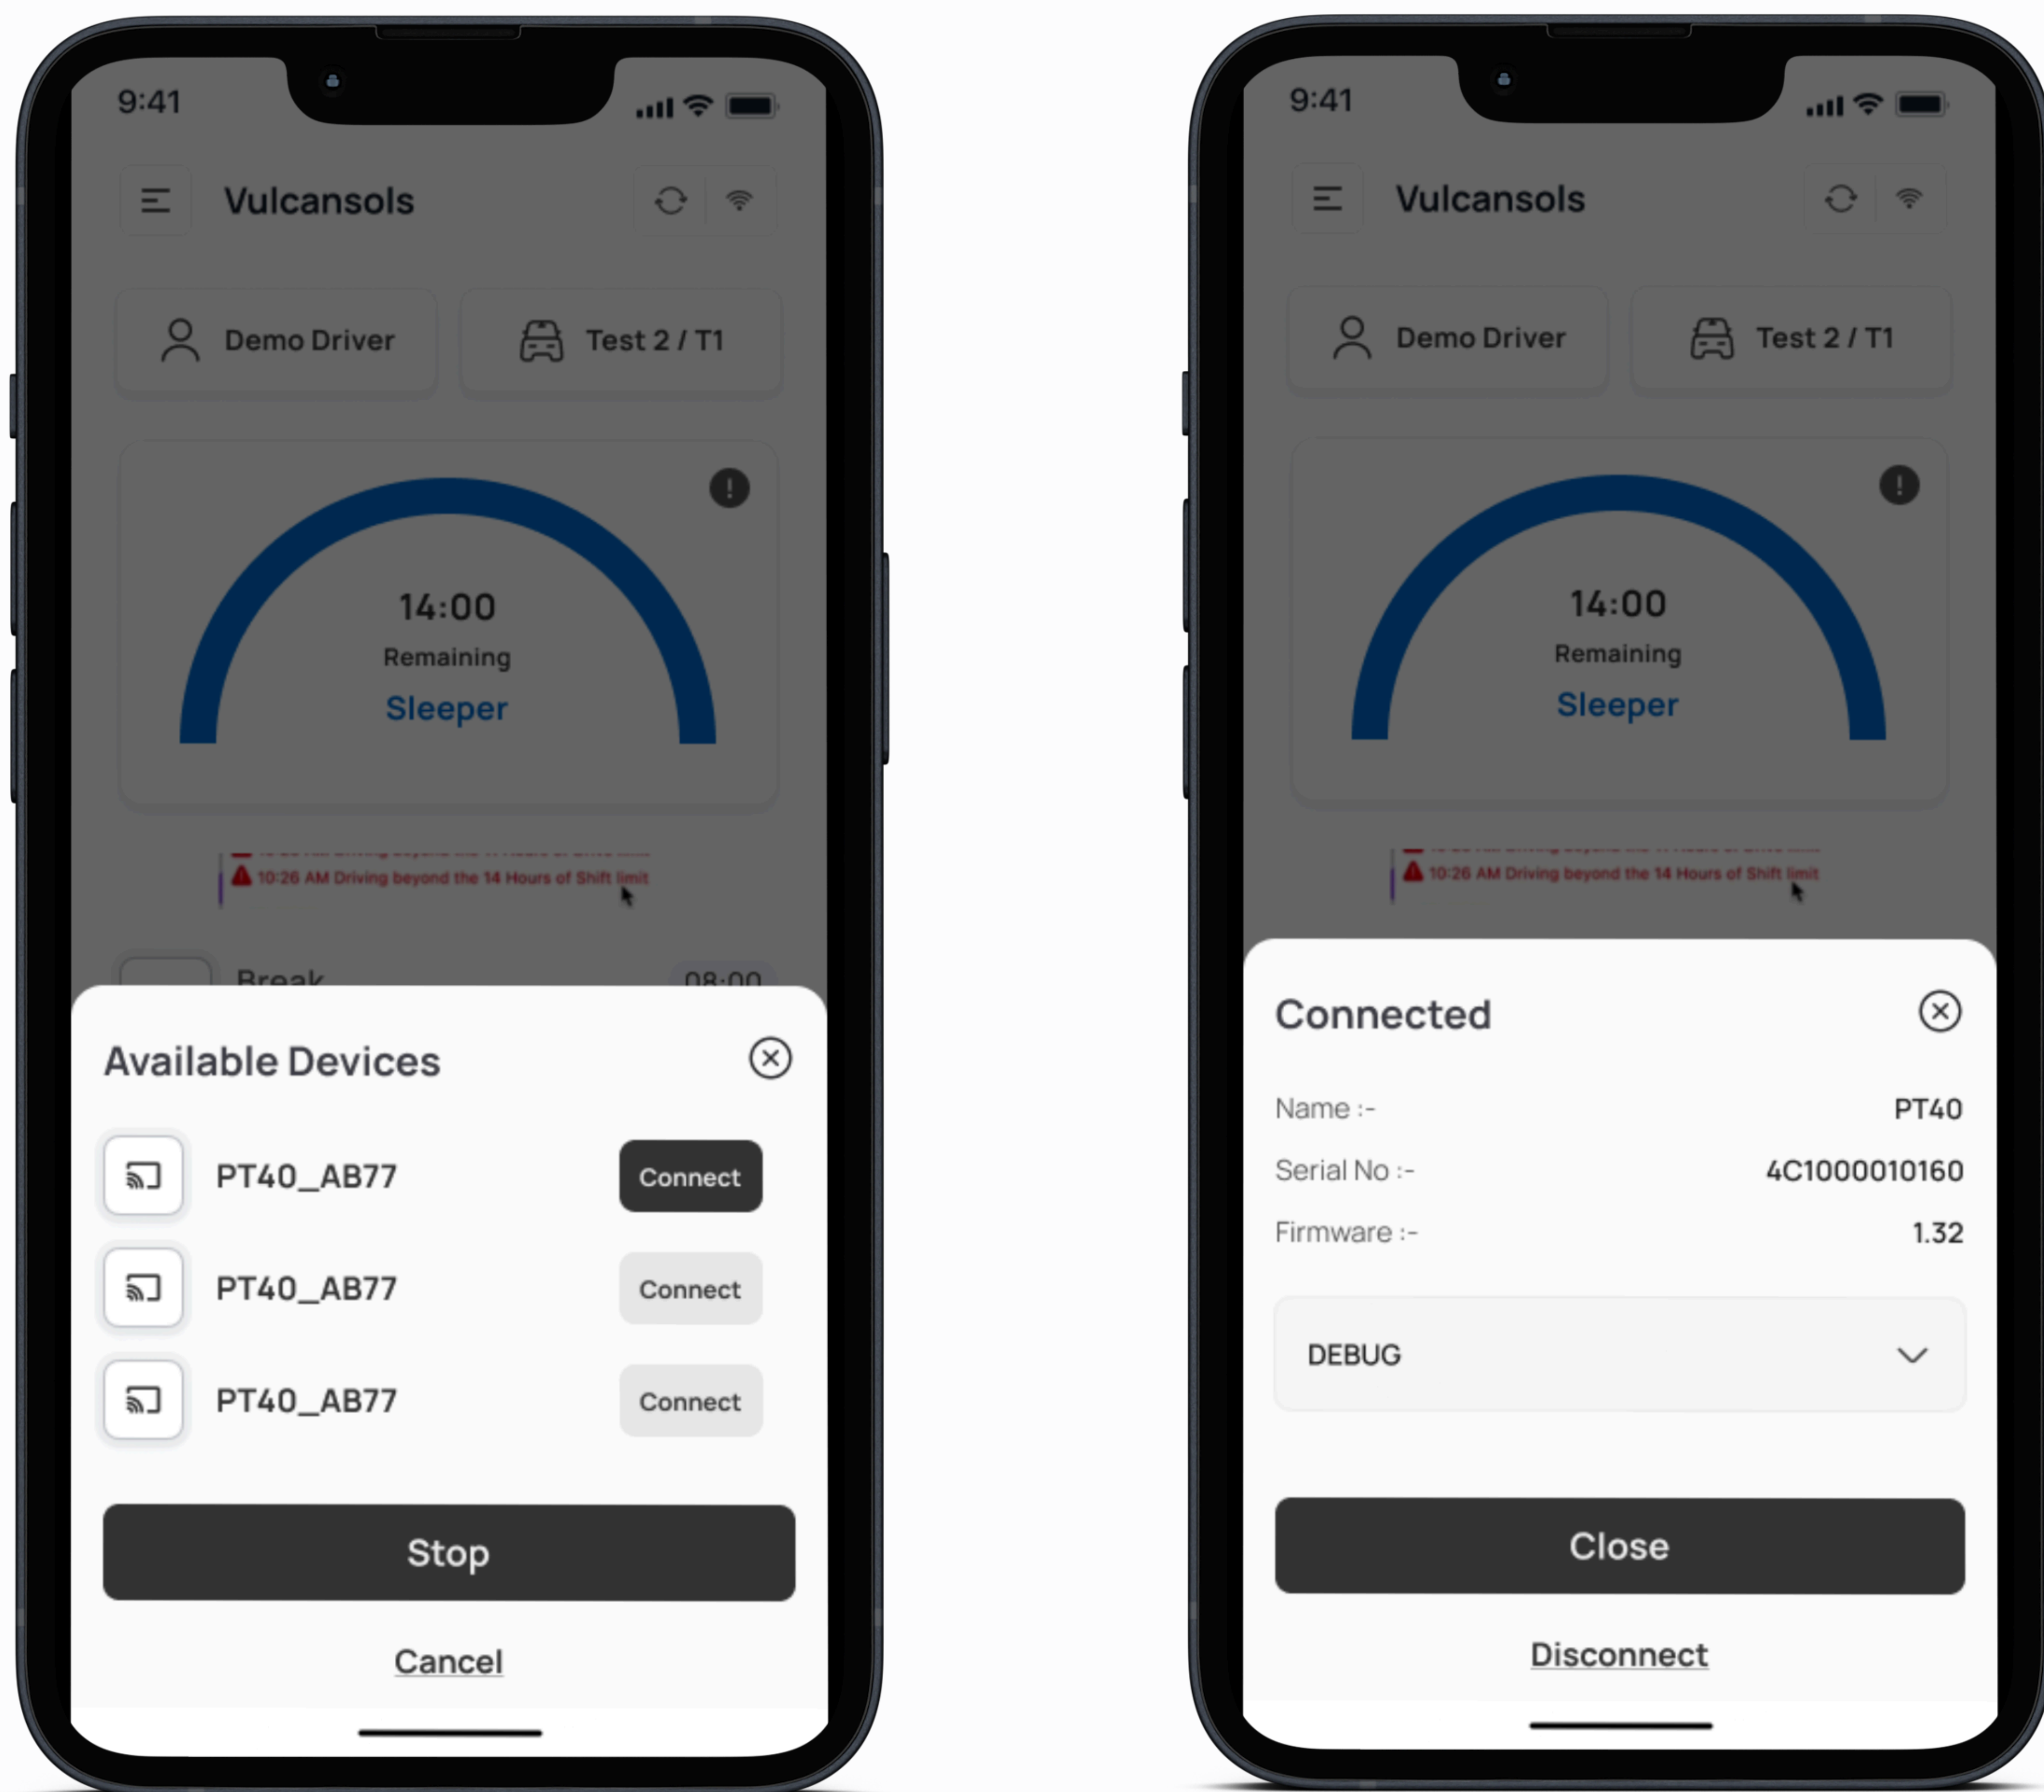 9:41
Vulcansols
Demo Driver
Test 2 / T1
!
14:00
Remaining
Sleeper
10:26 AM Driving beyond the 14 Hours of Shift limit
Break
08:00
Available Devices
PT40_AB77
Connect
PT40_AB77
Connect
PT40_AB77
Connect
Stop
Cancel
9:41
Vulcansols
Demo Driver
Test 2 / T1
!
14:00
Remaining
Sleeper
10:26 AM Driving beyond the 14 Hours of Shift limit
Connected
Name :- PT40
Serial No :- 4C1000010160
Firmware :- 1.32
DEBUG
Close
Disconnect